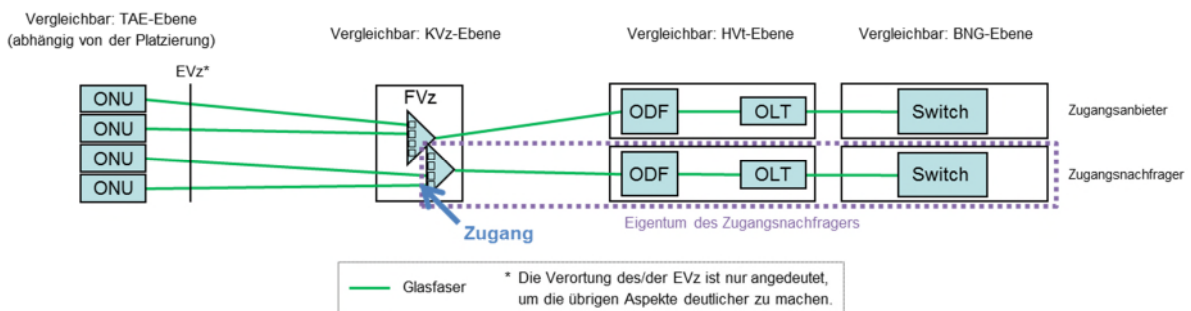 Vergleichbar: TAE-Ebene
(abhängig von der Platzierung)
Vergleichbar: KVz-Ebene
Vergleichbar: HVt-Ebene
Vergleichbar: BNG-Ebene
EVz*
ONU
ONU
ONU
ONU
FVz
ODF
OLT
Switch
Zugangsanbieter
ODF
OLT
Switch
Zugangsnachfrager
Eigentum des Zugangsnachfragers
Zugang
Glasfaser
* Die Verortung des/der EVz ist nur angedeutet,
um die übrigen Aspekte deutlicher zu machen.